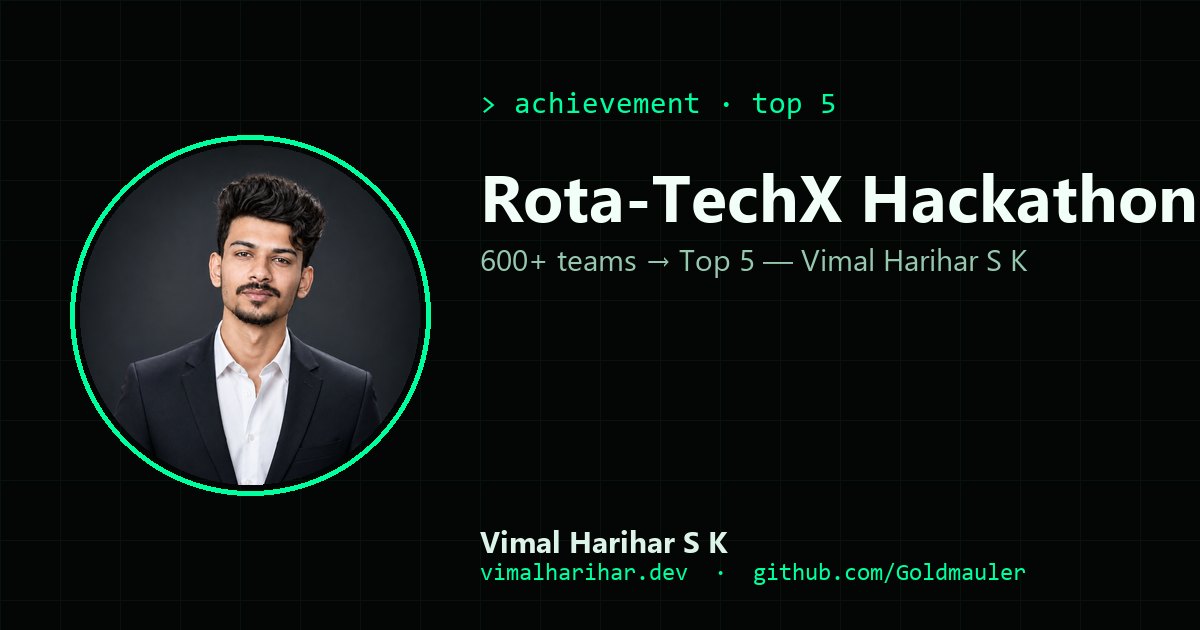 > achievement · top 5
Rota-TechX Hackathon
600+ teams → Top 5 — Vimal Harihar S K
Vimal Harihar S K
vimalharihar.dev · github.com/Goldmauler